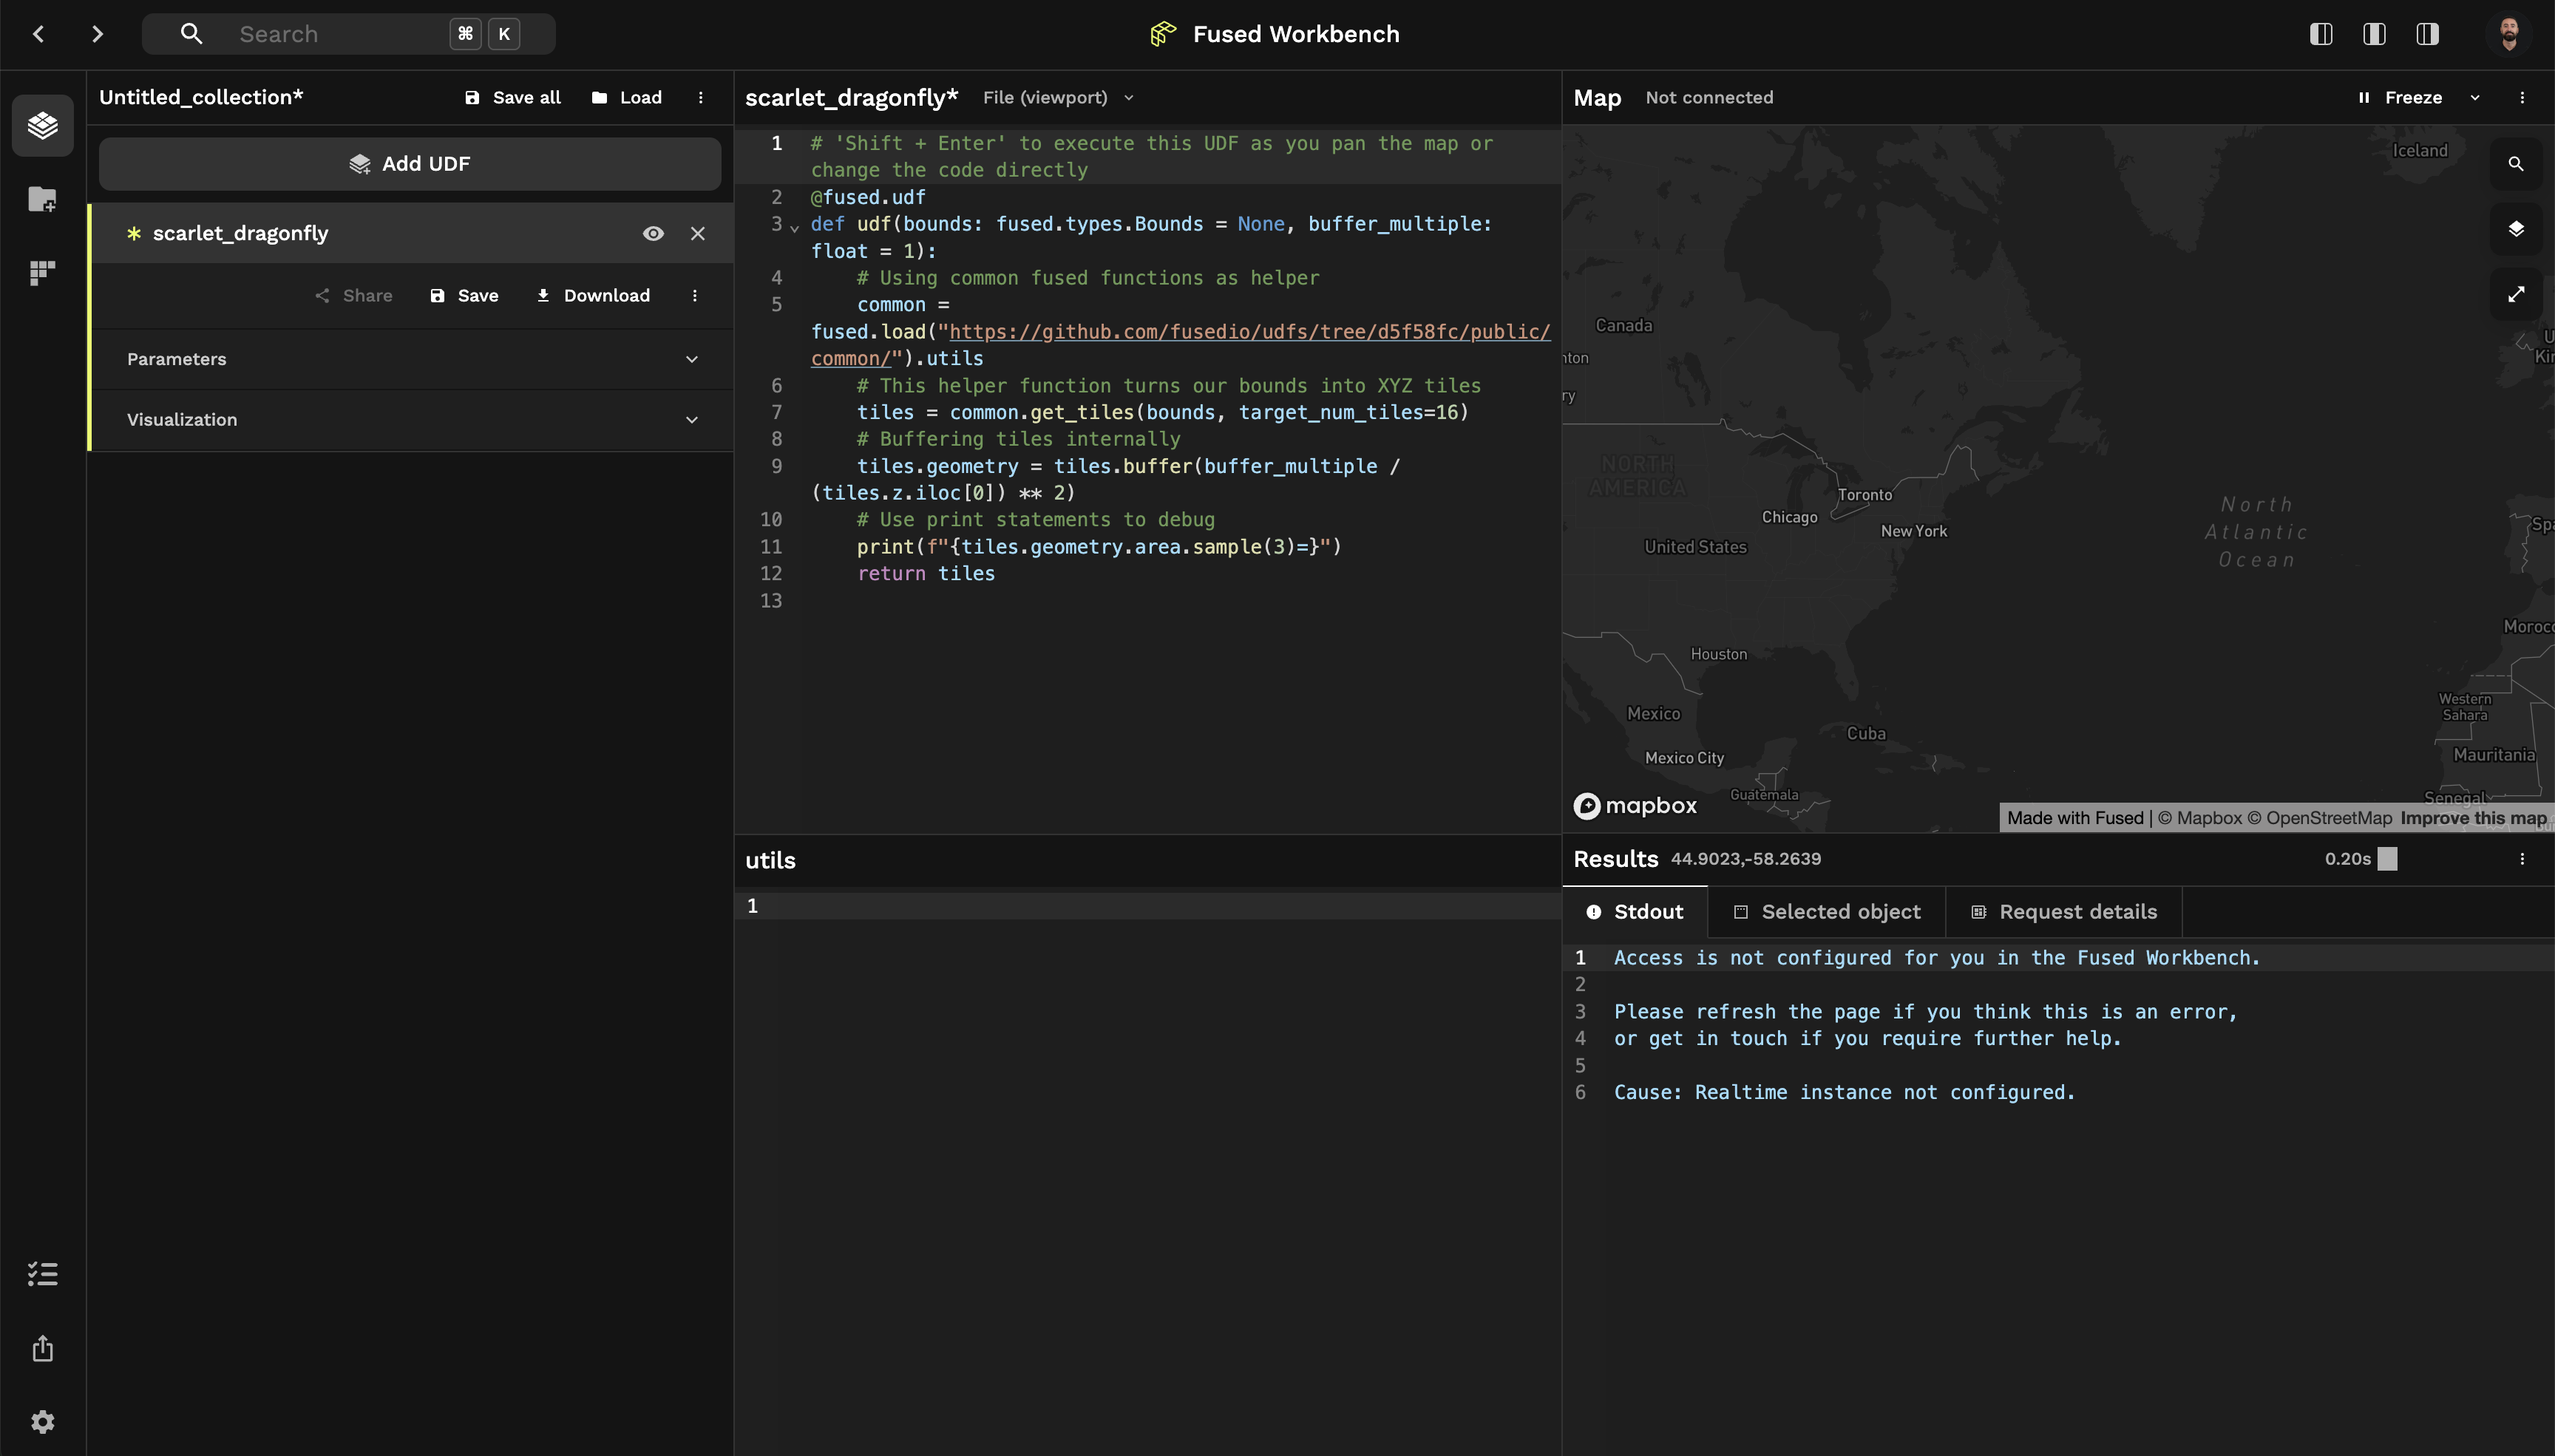 Search
⌘ K
Fused Workbench
Untitled_collection*
Save all
Load
Add UDF
* scarlet_dragonfly
Share
Save
Download
Parameters
Visualization
scarlet_dragonfly*
File (viewport)
1 # 'Shift + Enter' to execute this UDF as you pan the map or
change the code directly
2 @fused.udf
3 def udf(bounds: fused.types.Bounds = None, buffer_multiple:
float = 1):
4 # Using common fused functions as helper
5 common =
fused.load("https://github.com/fusedio/udfs/tree/d5f58fc/public/
common/").utils
6 # This helper function turns our bounds into XYZ tiles
7 tiles = common.get_tiles(bounds, target_num_tiles=16)
8 # Buffering tiles internally
9 tiles.geometry = tiles.buffer(buffer_multiple /
(tiles.z.iloc[0]) ** 2)
10 # Use print statements to debug
11 print(f"{tiles.geometry.area.sample(3)=}")
12 return tiles
13
utils
1
Map
Not connected
Freeze
Iceland
Canada
nton
ry
U
Kin
NORTH
AMERICA
Toronto
Chicago
New York
United States
North
Atlantic
Ocean
Spa
Moroc
Houston
Western
Sahara
Mexico
Cuba
Mexico City
Mauritania
Guatemala
Senegal
mapbox
Made with Fused | © Mapbox © OpenStreetMap Improve this map
Results 44.9023,-58.2639
0.20s
Stdout
Selected object
Request details
1 Access is not configured for you in the Fused Workbench.
2
3 Please refresh the page if you think this is an error,
4 or get in touch if you require further help.
5
6 Cause: Realtime instance not configured.